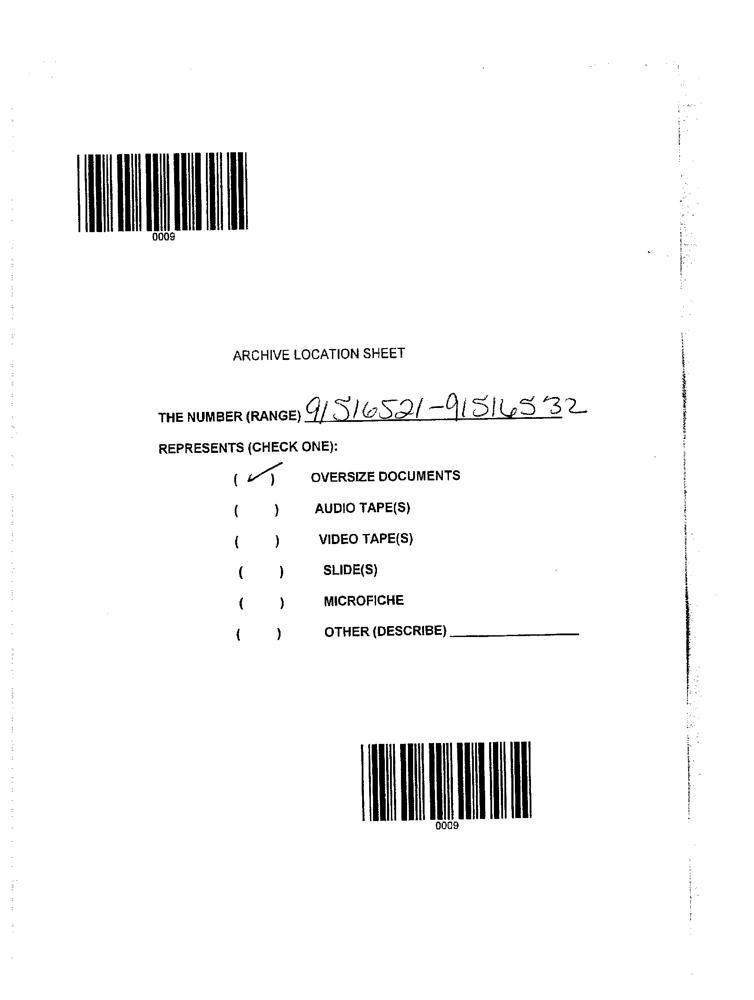 0009
ARCHIVE LOCATION SHEET
THE NUMBER (RANGE) 91516521-91516532
REPRESENTS (CHECK ONE):
( ✓ ) OVERSIZE DOCUMENTS
( ) AUDIO TAPE(S)
( ) VIDEO TAPE(S)
( ) SLIDE(S)
( ) MICROFICHE
( ) OTHER (DESCRIBE) ____________
0009